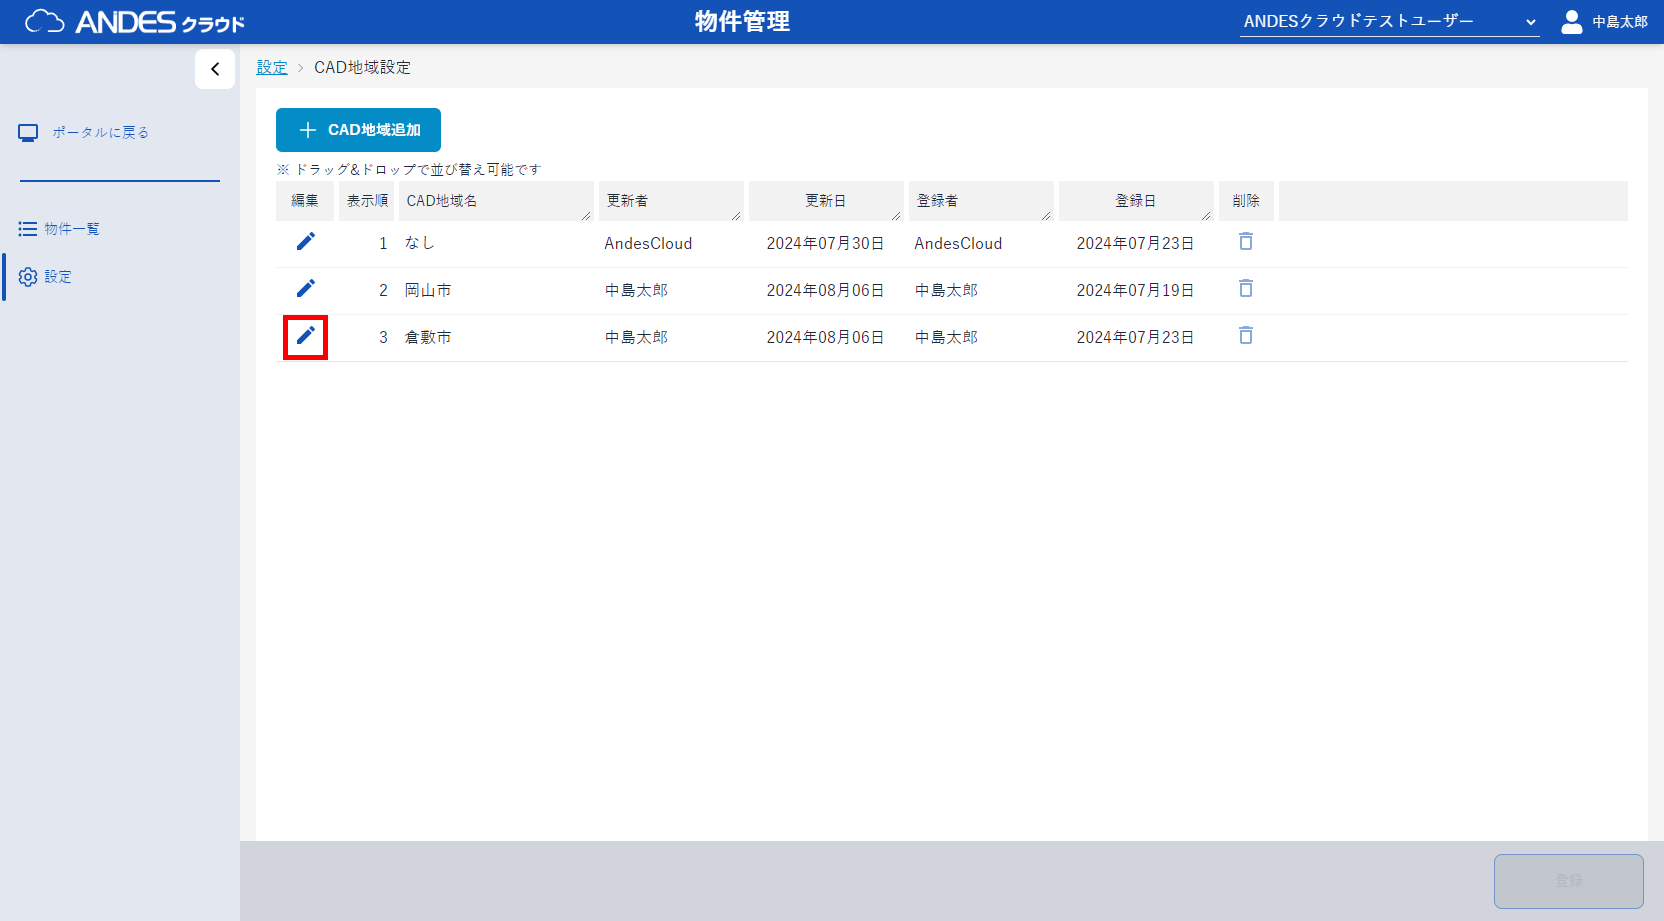 ANDES クラウド
物件管理
ANDESクラウドテストユーザー
中島太郎
設定 > CAD地域設定
ポータルに戻る
物件一覧
設定
CAD地域追加
※ ドラッグ&ドロップで並び替え可能です
編集 表示順 CAD地域名 更新者 更新日 登録者 登録日 削除
1 なし AndesCloud 2024年07月30日 AndesCloud 2024年07月23日
2 岡山市 中島太郎 2024年08月06日 中島太郎 2024年07月19日
3 倉敷市 中島太郎 2024年08月06日 中島太郎 2024年07月23日
登録